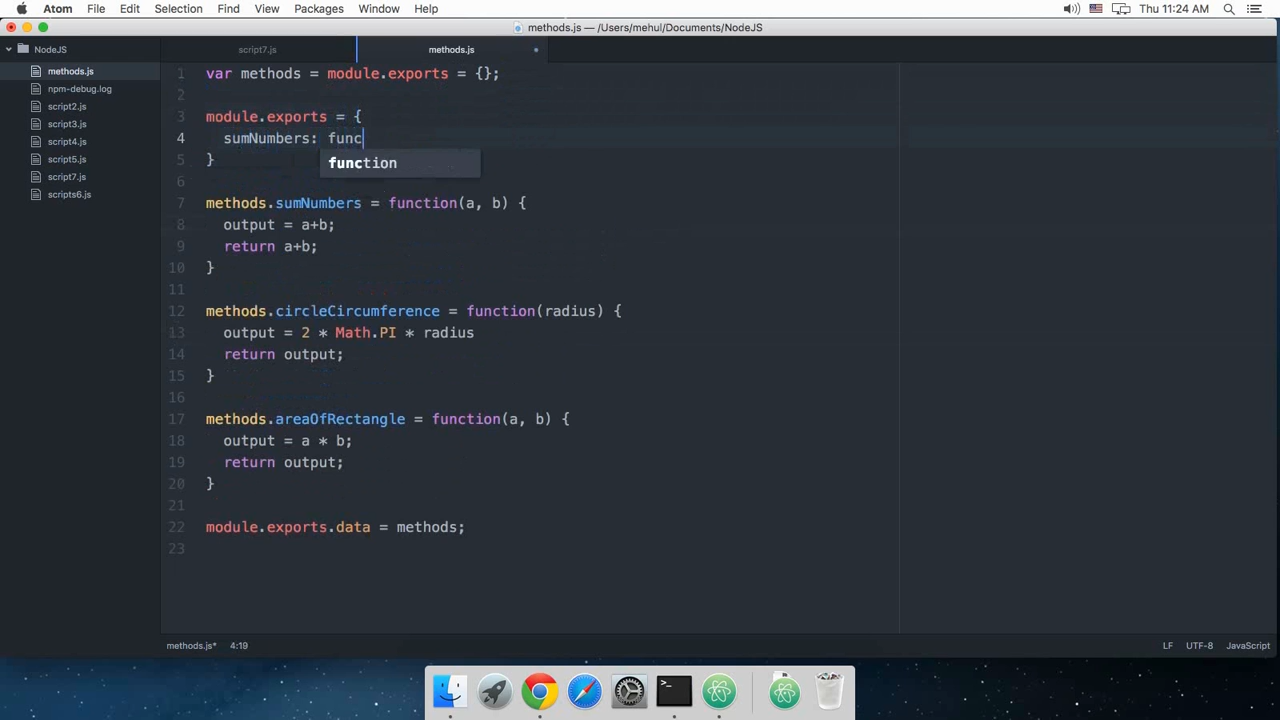 Atom File Edit View Selection Find View Packages Window Help Thu 11:24 AM
methods.js — /Users/mehul/Documents/NodeJS
NodeJS
methods.js
npm-debug.log
script2.js
script3.js
script4.js
script5.js
script7.js
scripts6.js
script7.js methods.js
1 var methods = module.exports = {};
2
3 module.exports = {
4 sumNumbers: func
function
5 }
6
7 methods.sumNumbers = function(a, b) {
8 output = a+b;
9 return a+b;
10 }
11
12 methods.circleCircumference = function(radius) {
13 output = 2 * Math.PI * radius
14 return output;
15 }
16
17 methods.areaOfRectangle = function(a, b) {
18 output = a * b;
19 return output;
20 }
21
22 module.exports.data = methods;
23
methods.js* 4:19 LF UTF-8 JavaScript
>_